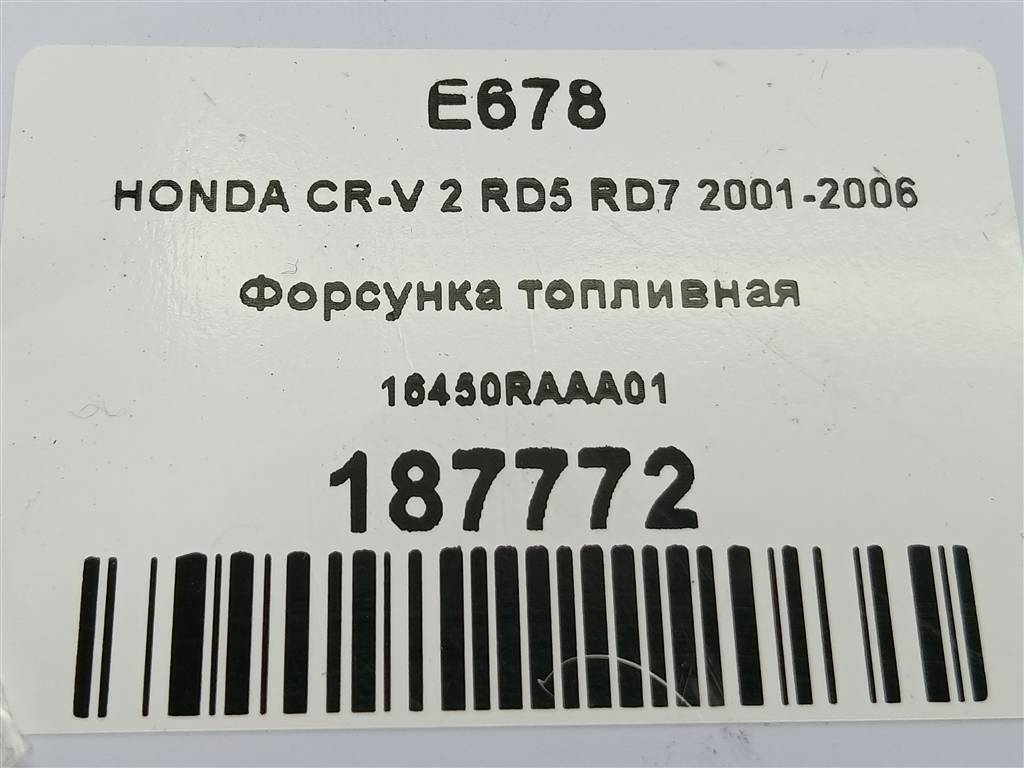 E678
HONDA CR-V 2 RD5 RD7 2001-2006
Форсунка топливная
16450RAAA01
187772